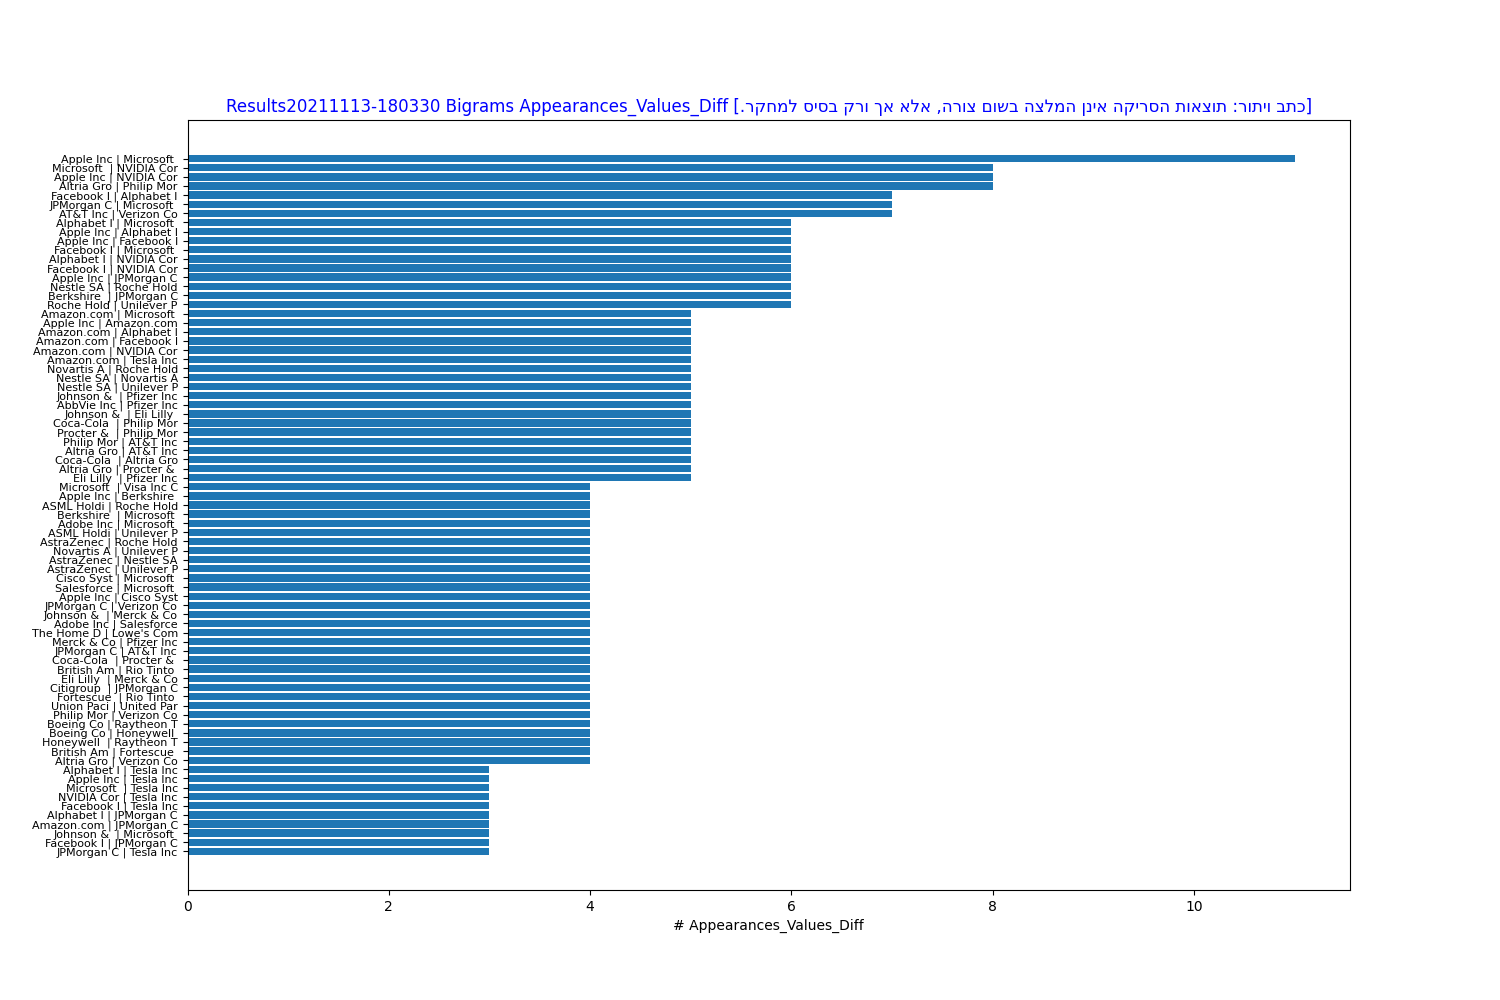 Results20211113-180330 Bigrams Appearances_Values_Diff [כתב ויתור: תוצאות הסריקה אינן המלצה בשום צורה, אלא אך ורק בסיס למחקר.]
Apple Inc | Microsoft
Microsoft | NVIDIA Cor
Apple Inc | NVIDIA Cor
Altria Gro | Philip Mor
Facebook I | Alphabet I
JPMorgan C | Microsoft
AT&T Inc | Verizon Co
Alphabet I | Microsoft
Apple Inc | Alphabet I
Apple Inc | Facebook I
Facebook I | Microsoft
Alphabet I | NVIDIA Cor
Facebook I | NVIDIA Cor
Apple Inc | JPMorgan C
Nestle SA | Roche Hold
Berkshire | JPMorgan C
Roche Hold | Unilever P
Amazon.com | Microsoft
Apple Inc | Amazon.com
Amazon.com | Alphabet I
Amazon.com | Facebook I
Amazon.com | NVIDIA Cor
Amazon.com | Tesla Inc
Novartis A | Roche Hold
Nestle SA | Novartis A
Nestle SA | Unilever P
Johnson & | Pfizer Inc
AbbVie Inc | Pfizer Inc
Johnson & | Eli Lilly
Coca-Cola | Philip Mor
Procter & | Philip Mor
Philip Mor | AT&T Inc
Altria Gro | AT&T Inc
Coca-Cola | Altria Gro
Altria Gro | Procter &
Eli Lilly | Pfizer Inc
Microsoft | Visa Inc C
Apple Inc | Berkshire
ASML Holdi | Roche Hold
Berkshire | Microsoft
Adobe Inc | Microsoft
ASML Holdi | Unilever P
AstraZenec | Roche Hold
Novartis A | Unilever P
AstraZenec | Nestle SA
AstraZenec | Unilever P
Cisco Syst | Microsoft
Salesforce | Microsoft
Apple Inc | Cisco Syst
JPMorgan C | Verizon Co
Johnson & | Merck & Co
Adobe Inc | Salesforce
The Home D | Lowe's Com
Merck & Co | Pfizer Inc
JPMorgan C | AT&T Inc
Coca-Cola | Procter &
British Am | Rio Tinto
Eli Lilly | Merck & Co
Citigroup | JPMorgan C
Fortescue | Rio Tinto
Union Paci | United Par
Philip Mor | Verizon Co
Boeing Co | Raytheon T
Boeing Co | Honeywell
Honeywell | Raytheon T
British Am | Fortescue
Altria Gro | Verizon Co
Alphabet I | Tesla Inc
Apple Inc | Tesla Inc
Microsoft | Tesla Inc
NVIDIA Cor | Tesla Inc
Facebook I | Tesla Inc
Alphabet I | JPMorgan C
Amazon.com | JPMorgan C
Johnson & | Microsoft
Facebook I | JPMorgan C
JPMorgan C | Tesla Inc
0 2 4 6 8 10
# Appearances_Values_Diff